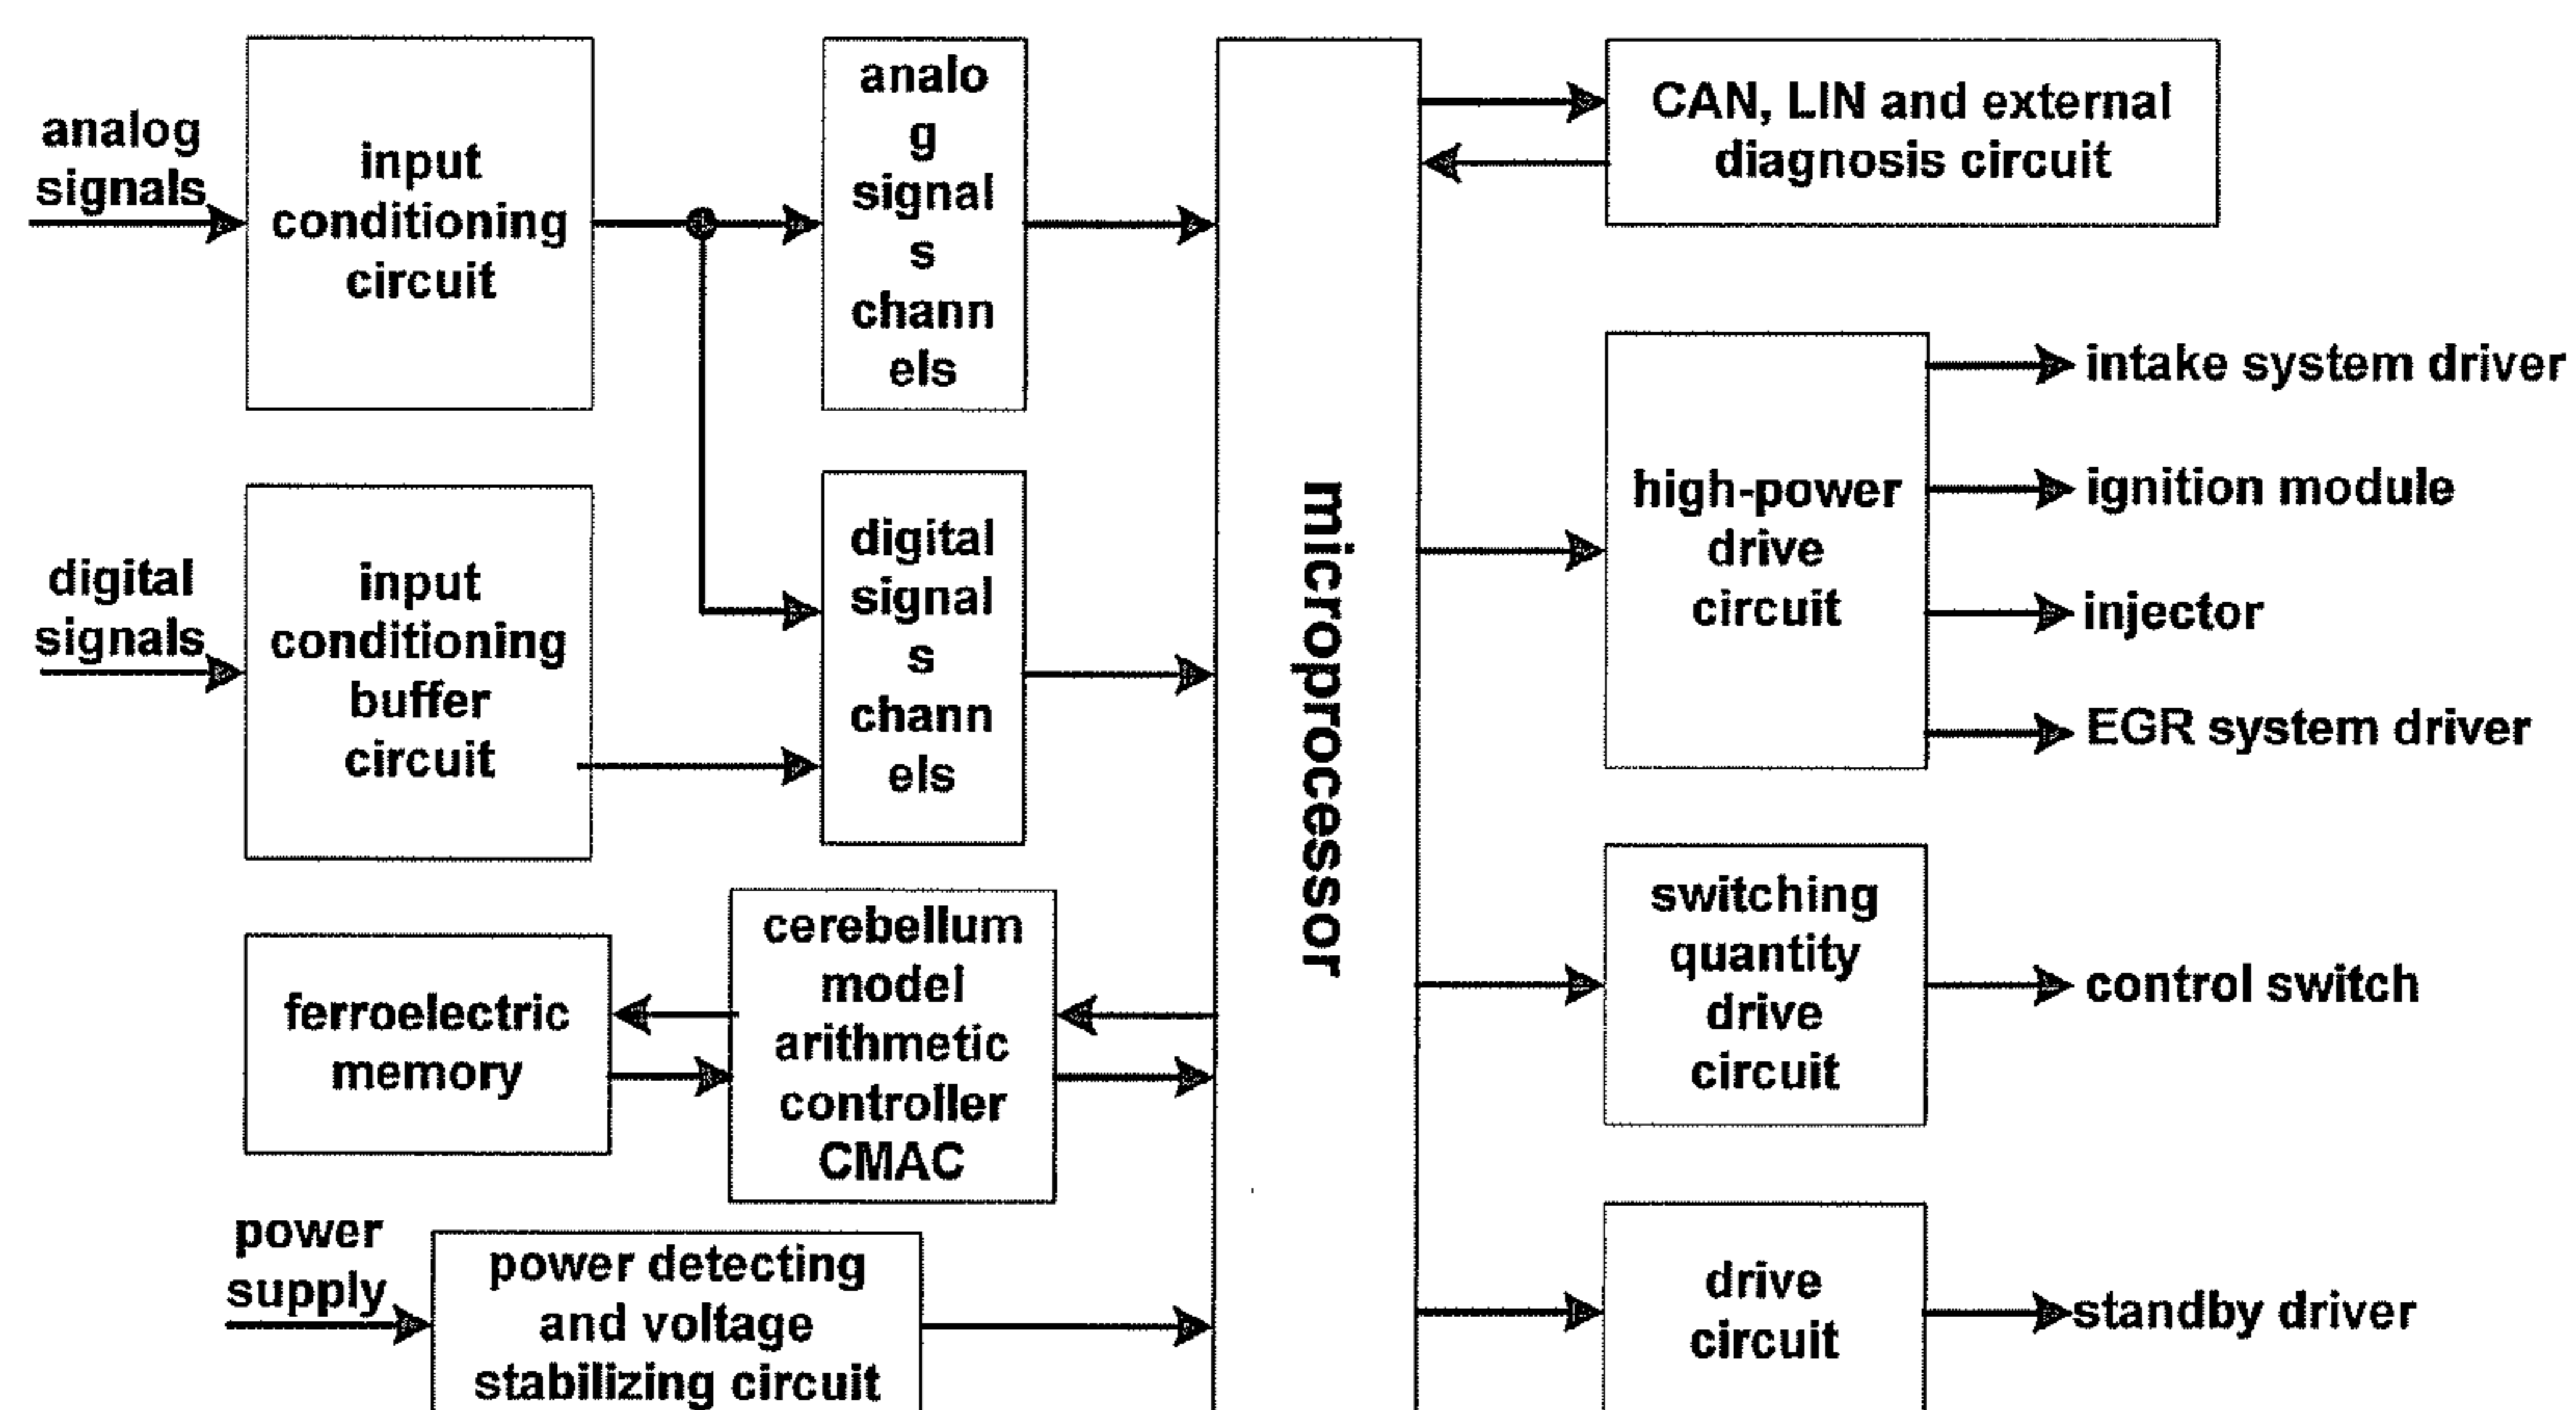 analog
signals
input
conditioning
circuit
analo
g
signal
s
chann
els
digital
signals
input
conditioning
buffer
circuit
digital
signal
s
chann
els
ferroelectric
memory
cerebellum
model
arithmetic
controller
CMAC
power
supply
power detecting
and voltage
stabilizing circuit
microprocessor
CAN, LIN and external
diagnosis circuit
high-power
drive
circuit
intake system driver
ignition module
injector
EGR system driver
switching
quantity
drive
circuit
control switch
drive
circuit
standby driver